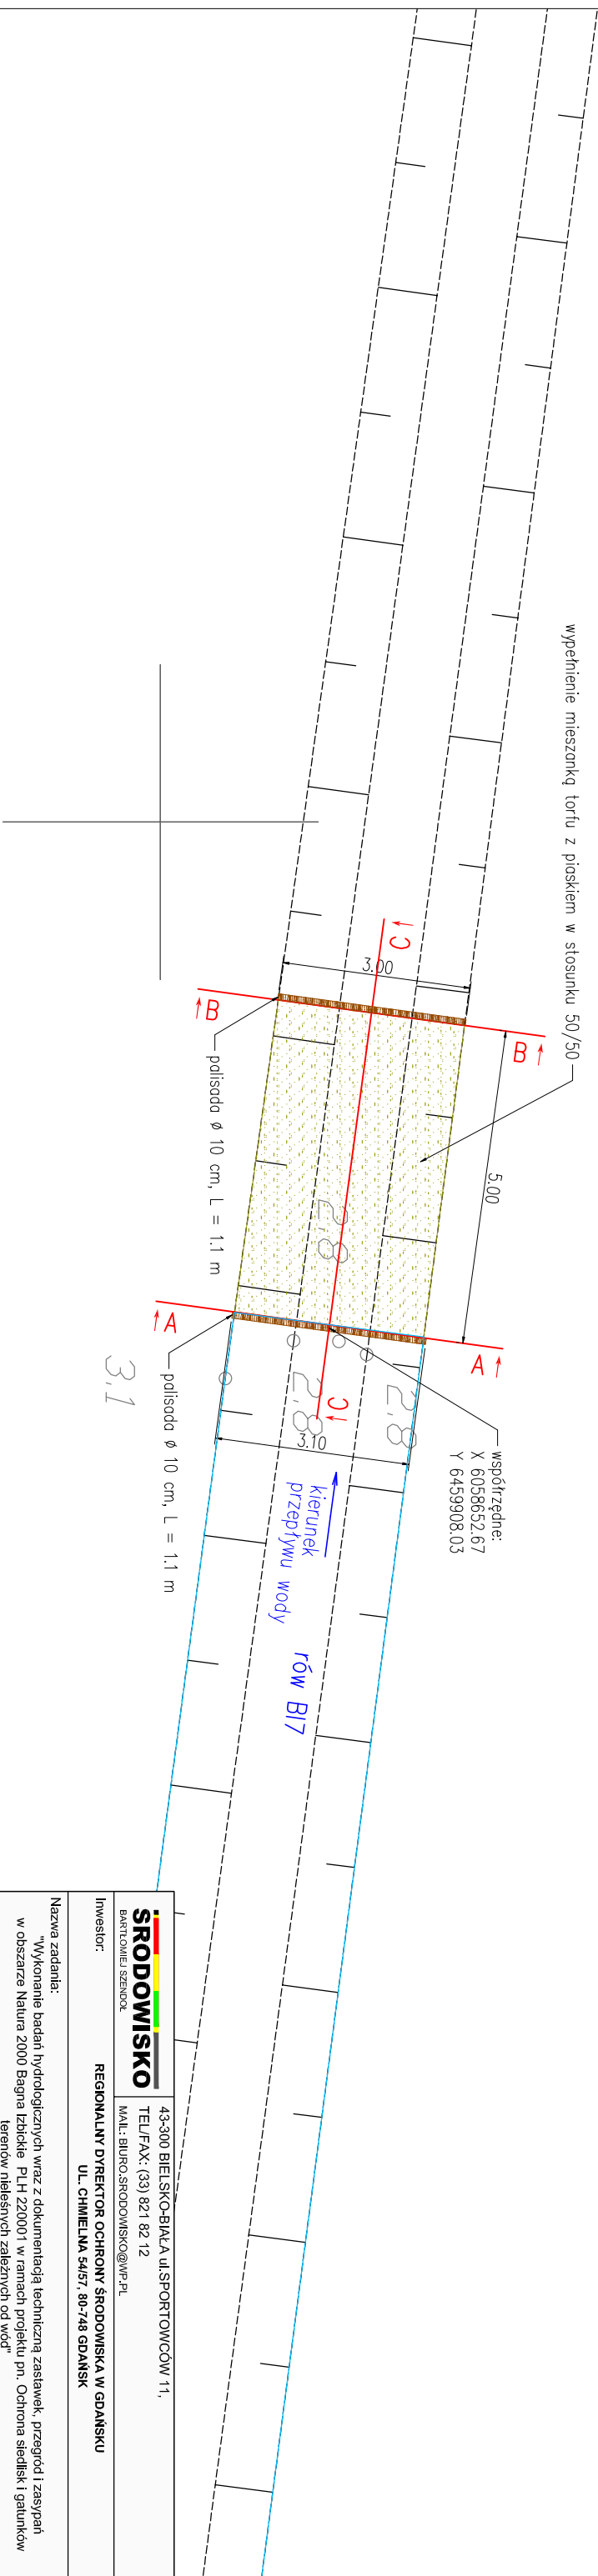 wypełnienie mieszanką torfu z piaskiem w stosunku 50/50
C
3.00
B
B
5.00
palisada ø 10 cm, L = 1.1 m
2,8
A
A
współrzędne:
X 6058652.67
Y 6459908.03
2,8
2,8
C
3.10
3,1
palisada ø 10 cm, L = 1.1 m
kierunek
przepływu wody
rów BI7
ŚRODOWISKO
BARTŁOMIEJ SZENDOŁ
43-300 BIELSKO-BIAŁA ul.SPORTOWCÓW 11,
TEL/FAX: (33) 821 82 12
MAIL: BIURO.SRODOWISKO@WP.PL
Inwestor:
REGIONALNY DYREKTOR OCHRONY ŚRODOWISKA W GDAŃSKU
UL. CHMIELNA 54/57, 80-748 GDAŃSK
Nazwa zadania:
"Wykonanie badań hydrologicznych wraz z dokumentacją techniczną zastawek, przegród i zasypań
w obszarze Natura 2000 Bagna Izbickie PLH 220001 w ramach projektu pn. Ochrona siedlisk i gatunków
terenów nieleśnych zależnych od wód"